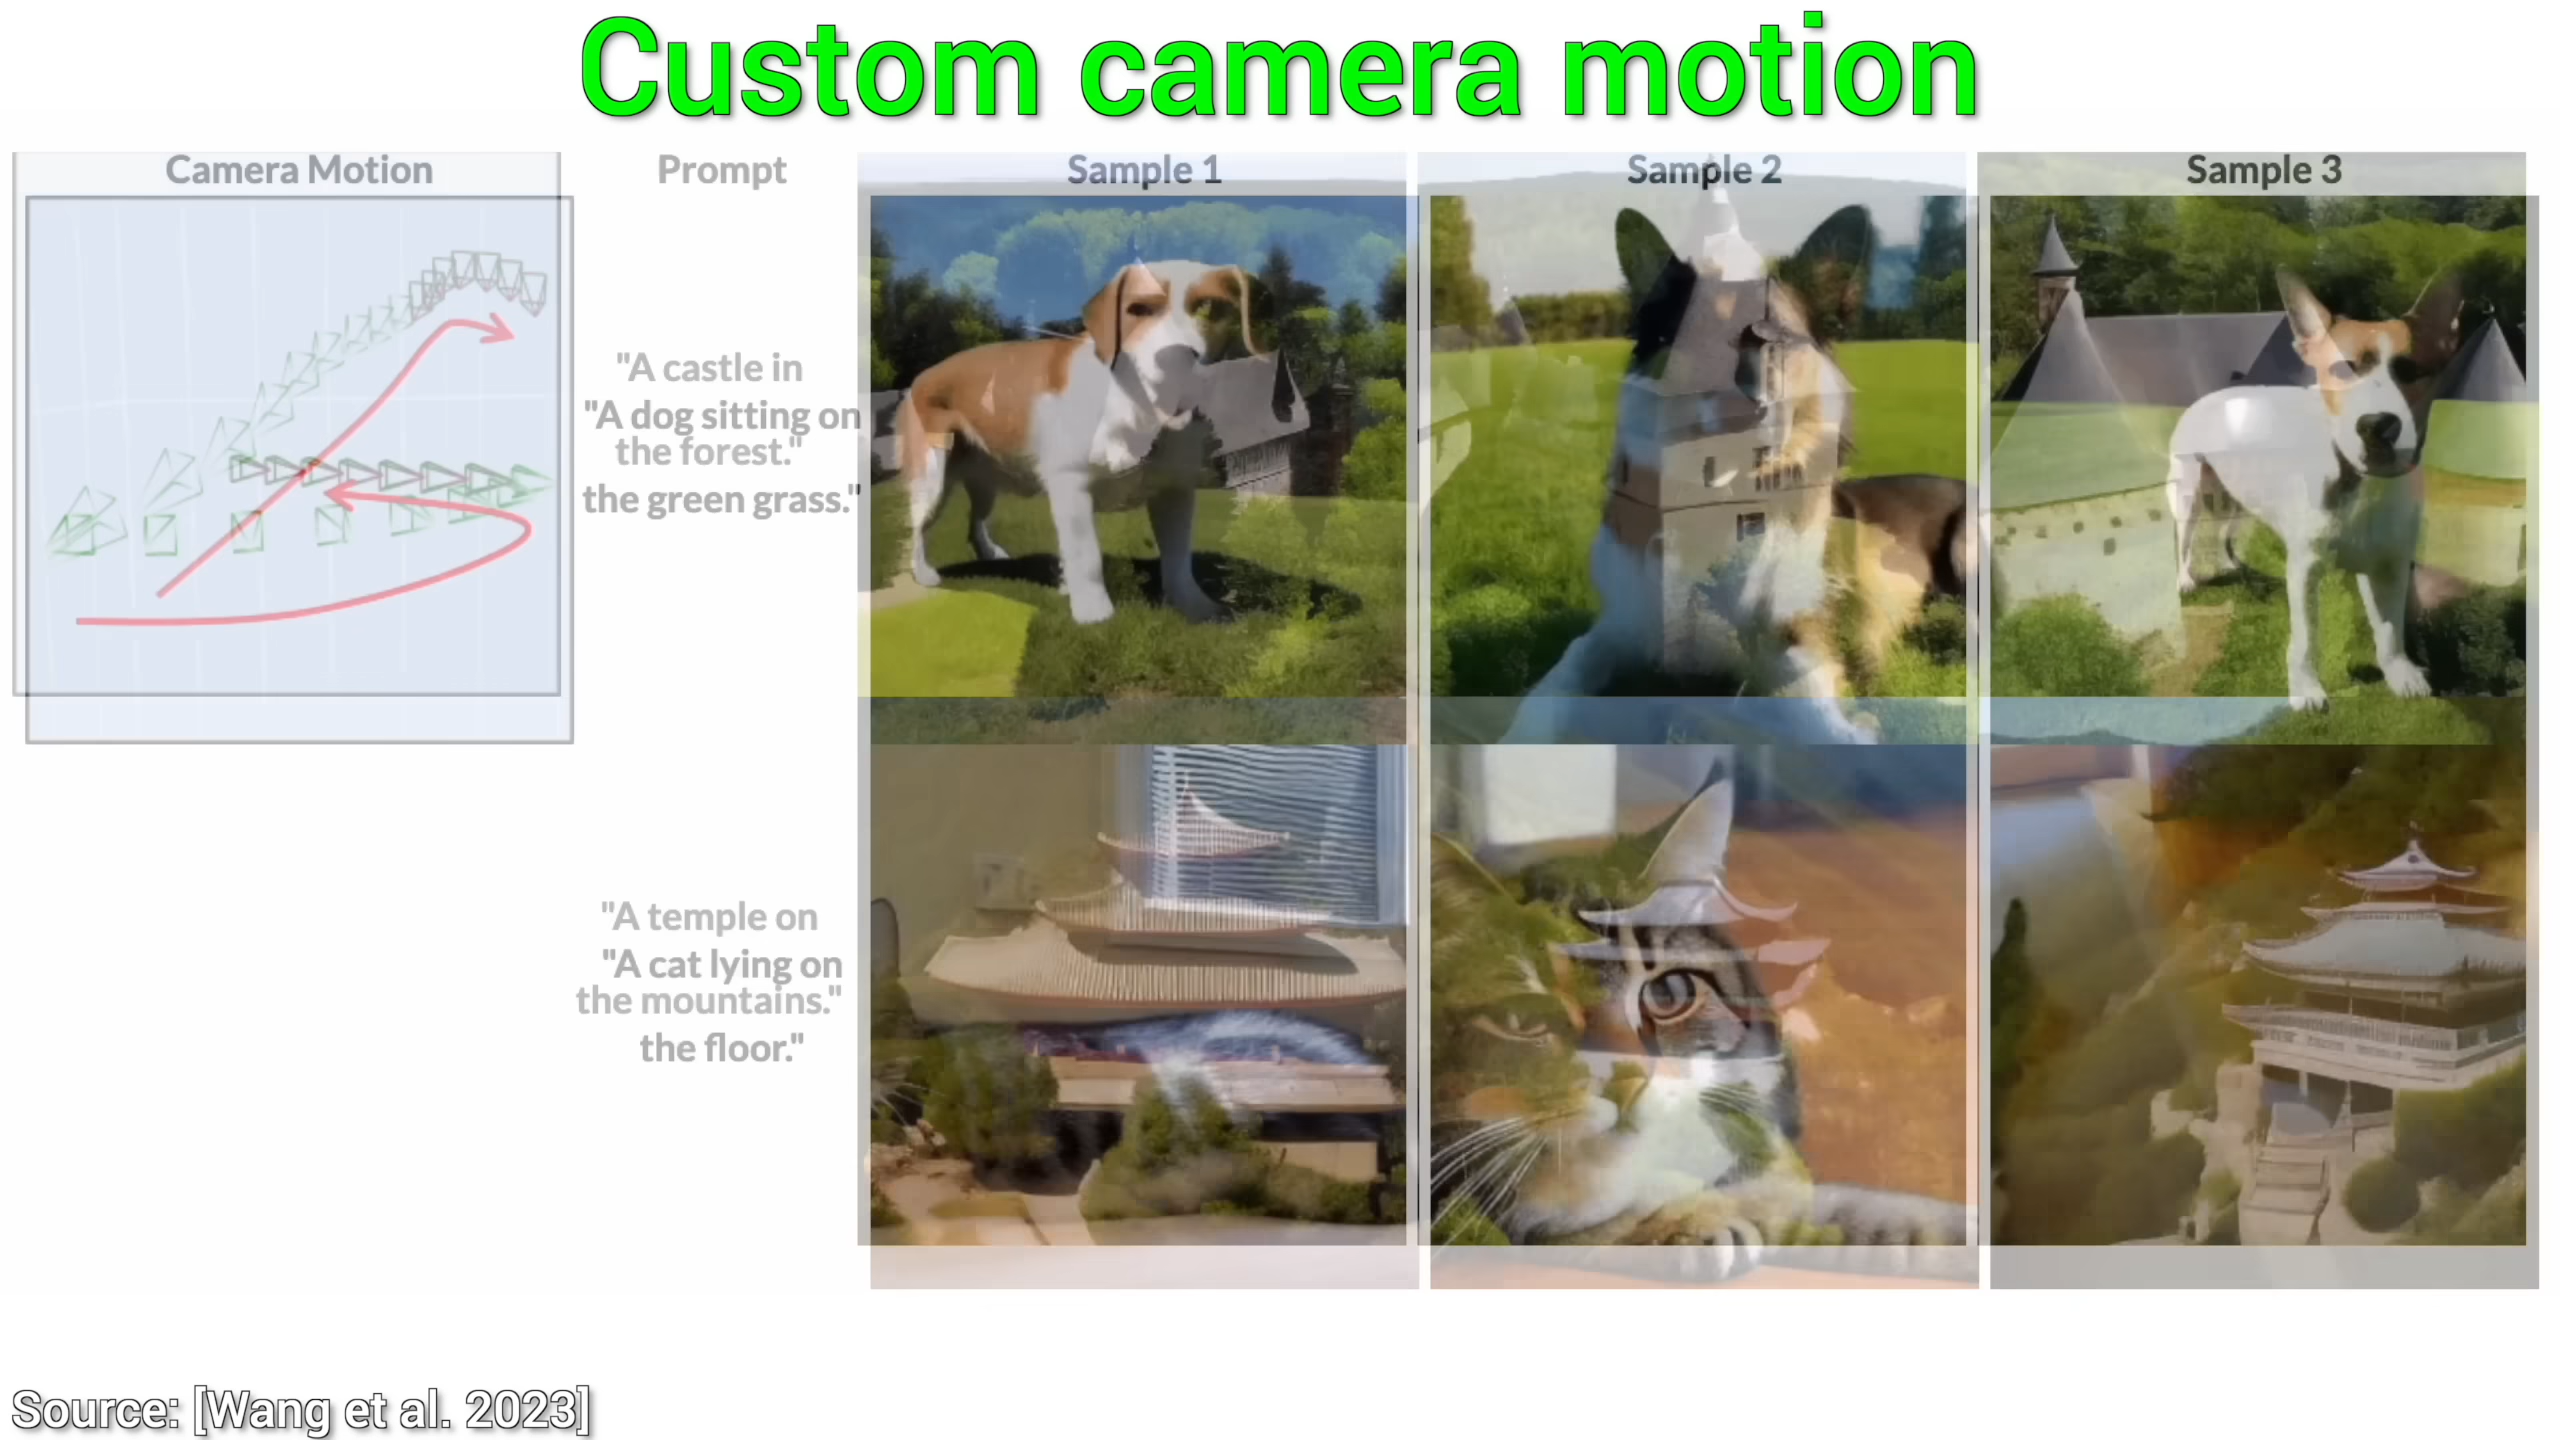 Custom camera motion
Camera Motion
Prompt
Sample 1
Sample 2
Sample 3
"A castle in
"A dog sitting on
the forest."
the green grass."
"A temple on
"A cat lying on
the mountains."
the floor."
Source: [Wang et al. 2023]